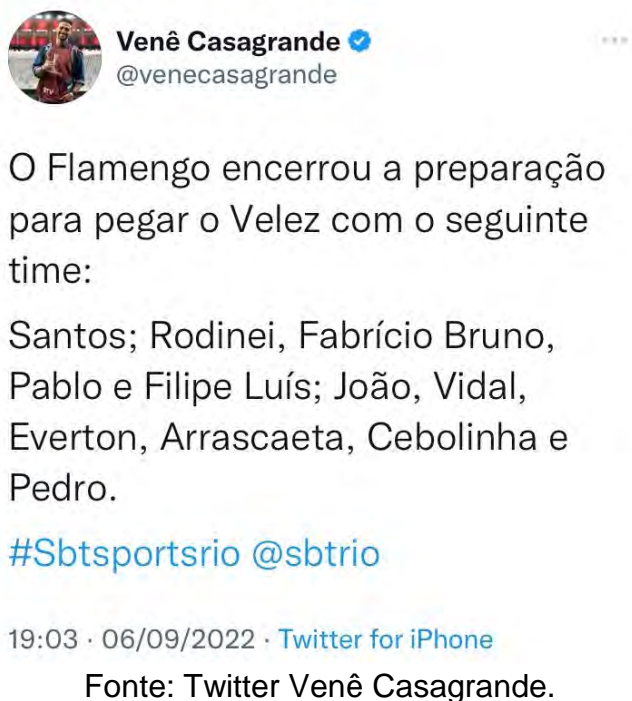 Venê Casagrande
@venecasagrande
O Flamengo encerrou a preparação
para pegar o Velez com o seguinte
time:
Santos; Rodinei, Fabrício Bruno,
Pablo e Filipe Luís; João, Vidal,
Everton, Arrascaeta, Cebolinha e
Pedro.
#Sbtsportsrio @sbtrio
19:03 · 06/09/2022 · Twitter for iPhone
Fonte: Twitter Venê Casagrande.